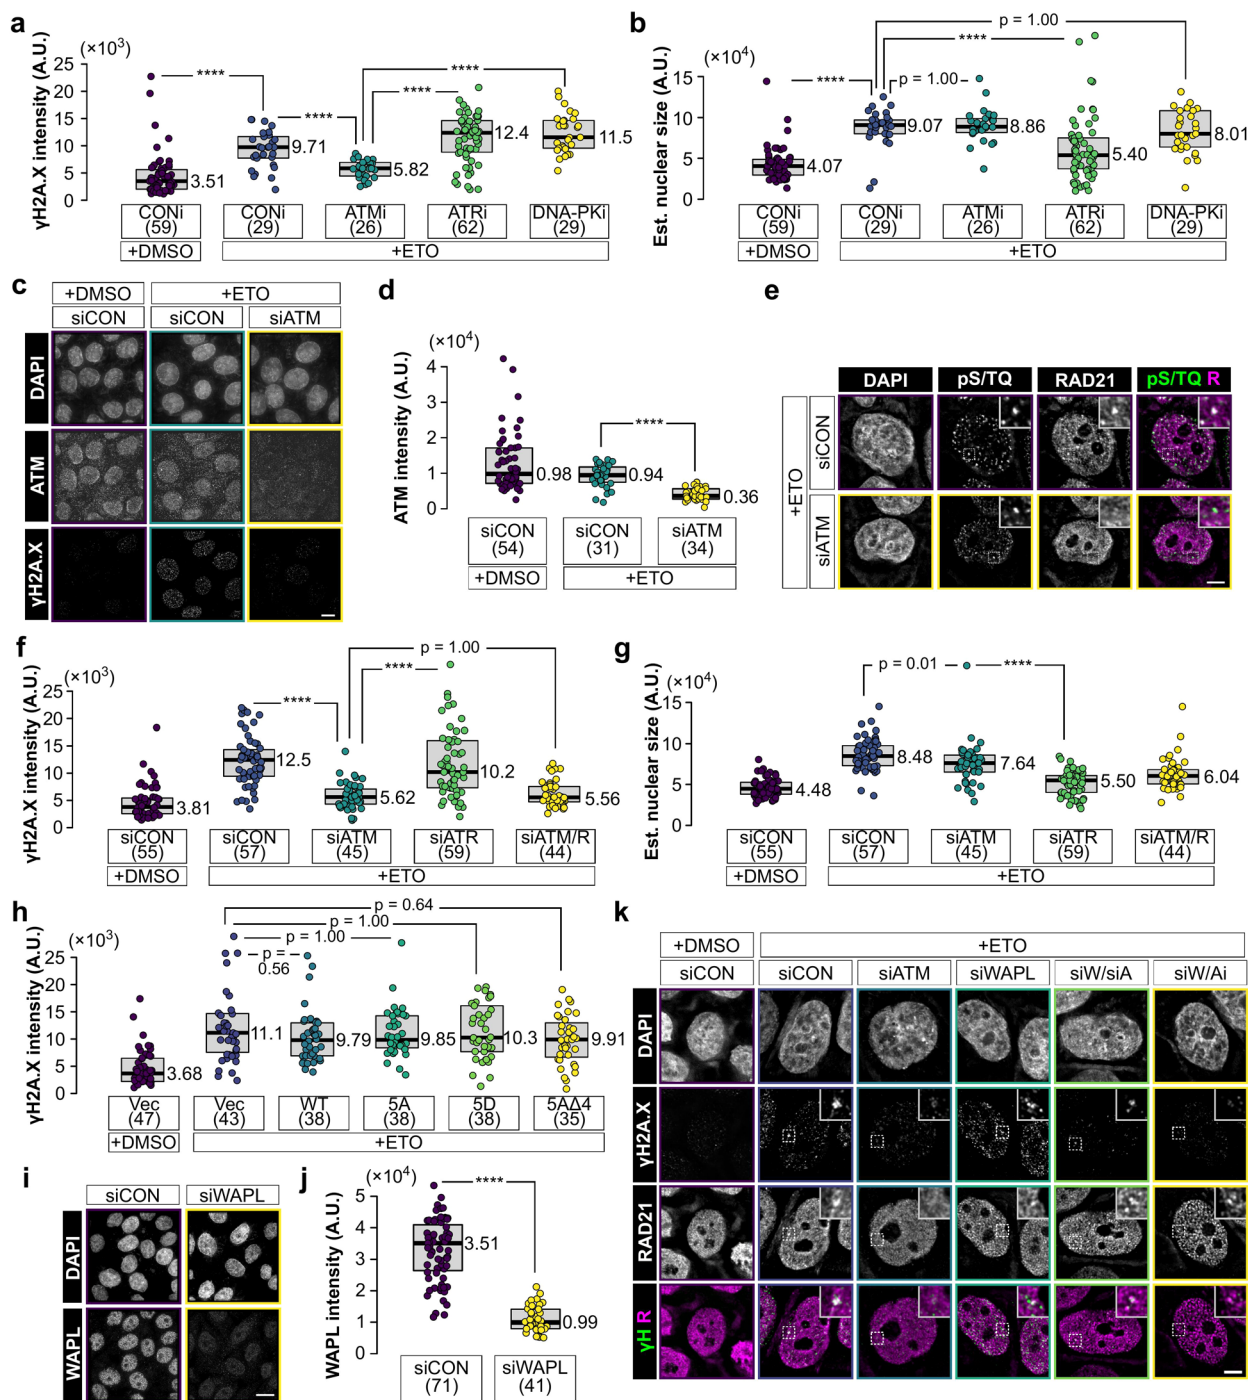 a
γH2A.X intensity (A.U.)
(×10³)
25
20
15
10
5
0
****
****
****
****
3.51
9.71
5.82
12.4
11.5
CONi
(59)
CONi
(29)
ATMi
(26)
ATRi
(62)
DNA-PKi
(29)
+DMSO
+ETO
b
Est. nuclear size (A.U.)
(×10⁴)
15
10
5
0
p = 1.00
****
****
p = 1.00
4.07
9.07
8.86
5.40
8.01
CONi
(59)
CONi
(29)
ATMi
(26)
ATRi
(62)
DNA-PKi
(29)
+DMSO
+ETO
c
+DMSO
+ETO
siCON
siCON
siATM
DAPI
ATM
γH2A.X
d
ATM intensity (A.U.)
(×10⁴)
4
3
2
1
0
****
0.98
0.94
0.36
siCON
(54)
siCON
(31)
siATM
(34)
+DMSO
+ETO
e
DAPI
pS/TQ
RAD21
pS/TQ R
+ETO
siCON
siATM
f
γH2A.X intensity (A.U.)
(×10³)
25
20
15
10
5
0
p = 1.00
****
****
3.81
12.5
5.62
10.2
5.56
siCON
(55)
siCON
(57)
siATM
(45)
siATR
(59)
siATM/R
(44)
+DMSO
+ETO
g
Est. nuclear size (A.U.)
(×10⁴)
15
10
5
0
p = 0.01
****
4.48
8.48
7.64
5.50
6.04
siCON
(55)
siCON
(57)
siATM
(45)
siATR
(59)
siATM/R
(44)
+DMSO
+ETO
h
γH2A.X intensity (A.U.)
(×10³)
25
20
15
10
5
0
p = 0.64
p = 1.00
p = 1.00
p =
0.56
3.68
11.1
9.79
9.85
10.3
9.91
Vec
(47)
Vec
(43)
WT
(38)
5A
(38)
5D
(38)
5AΔ4
(35)
+DMSO
+ETO
i
siCON
siWAPL
DAPI
WAPL
j
WAPL intensity (A.U.)
(×10⁴)
5
4
3
2
1
0
****
3.51
0.99
siCON
(71)
siWAPL
(41)
k
+DMSO
+ETO
siCON
siCON
siATM
siWAPL
siW/siA
siW/Ai
DAPI
γH2A.X
RAD21
γH R